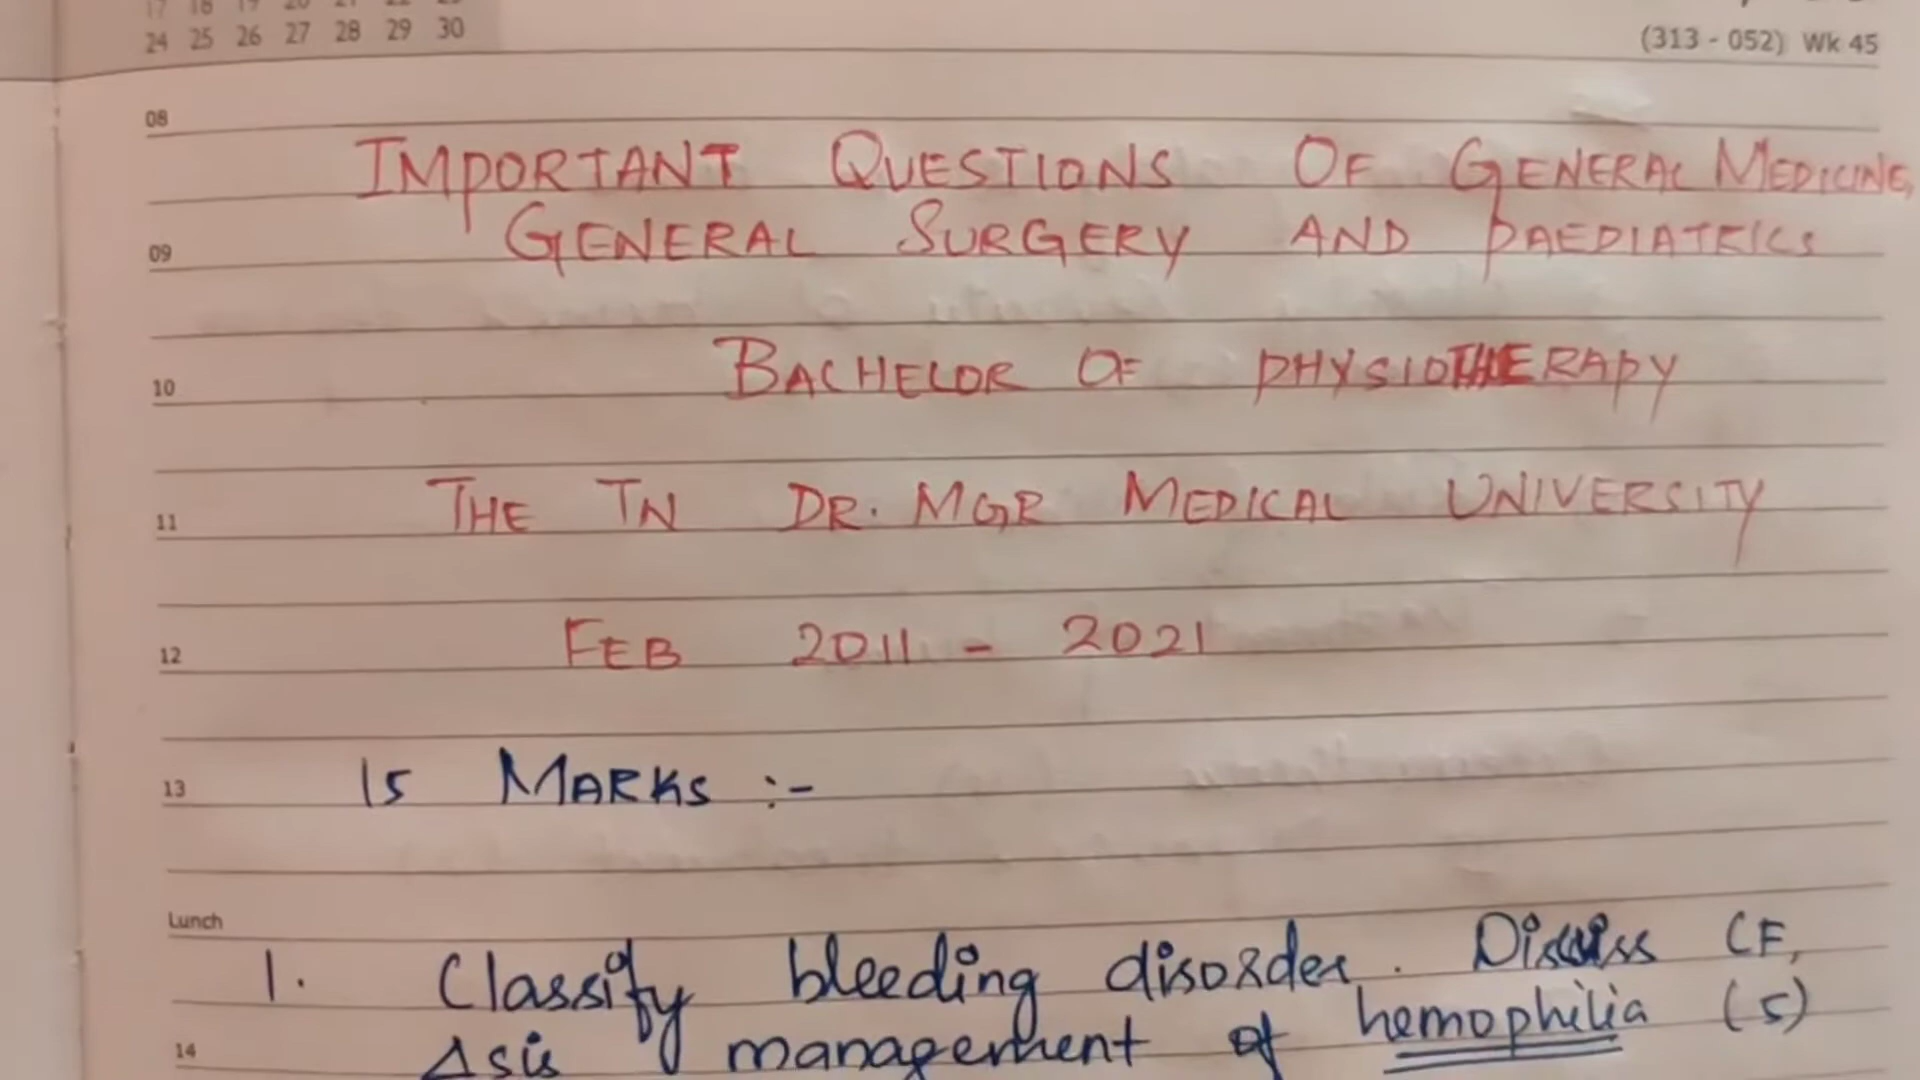 24 25 26 27 28 29 30
(313 - 052) Wk 45
08
IMPORTANT QUESTIONS OF GENERAL MEDICINE,
GENERAL SURGERY AND PAEDIATRICS
09
BACHELOR OF PHYSIOTHERAPY
10
THE TN DR. MGR MEDICAL UNIVERSITY
11
FEB 2011 - 2021
12
15 MARKS :-
13
Lunch
1. Classify bleeding disorder. Discuss CF,
Δsis management of hemophilia (5)
14